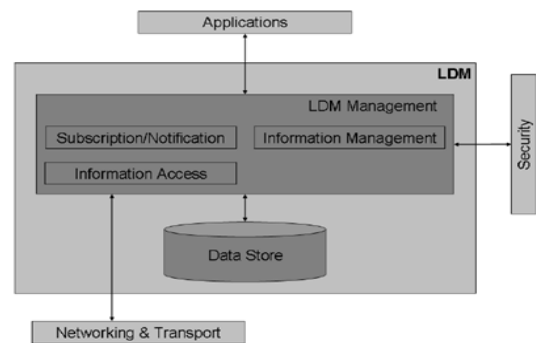 Applications
LDM
LDM Management
Subscription/Notification
Information Management
Information Access
Security
Data Store
Networking & Transport